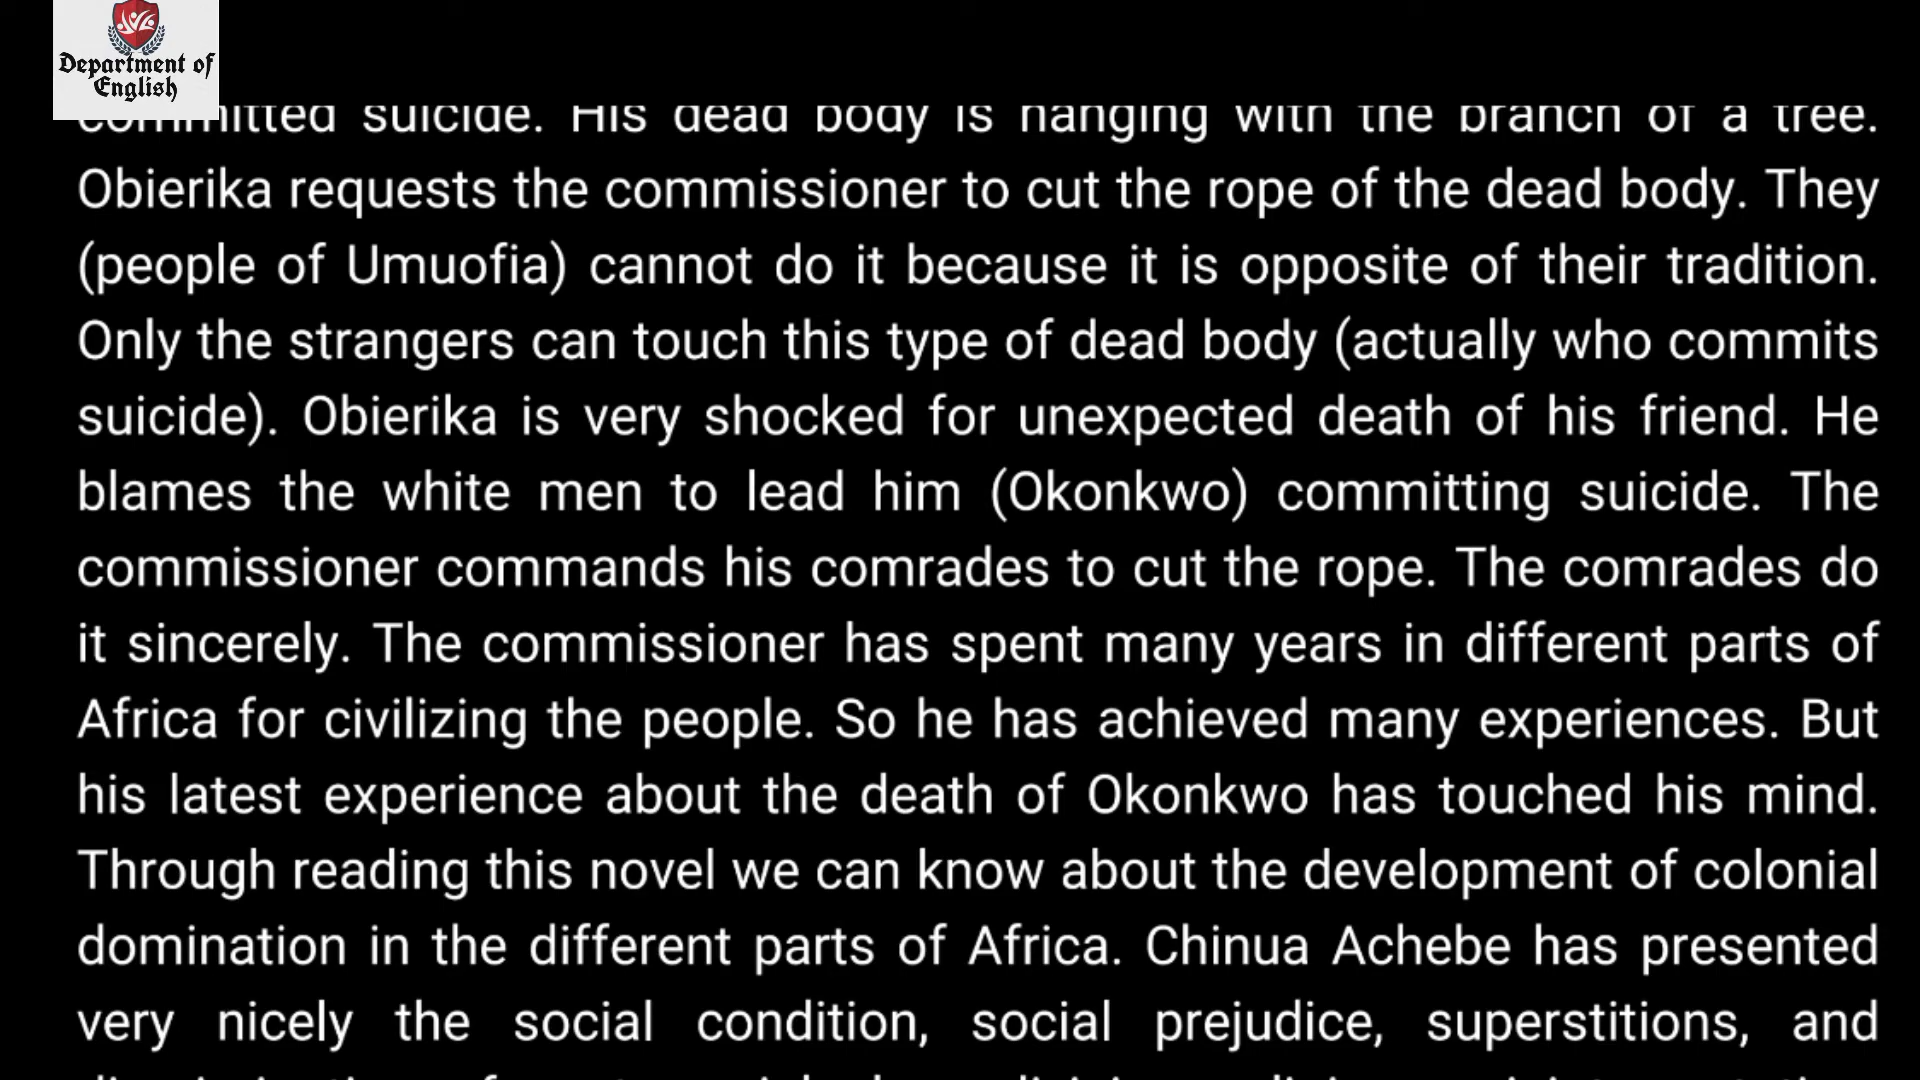 Department of
English
committed suicide. His dead body is hanging with the branch of a tree.
Obierika requests the commissioner to cut the rope of the dead body. They
(people of Umuofia) cannot do it because it is opposite of their tradition.
Only the strangers can touch this type of dead body (actually who commits
suicide). Obierika is very shocked for unexpected death of his friend. He
blames the white men to lead him (Okonkwo) committing suicide. The
commissioner commands his comrades to cut the rope. The comrades do
it sincerely. The commissioner has spent many years in different parts of
Africa for civilizing the people. So he has achieved many experiences. But
his latest experience about the death of Okonkwo has touched his mind.
Through reading this novel we can know about the development of colonial
domination in the different parts of Africa. Chinua Achebe has presented
very nicely the social condition, social prejudice, superstitions, and